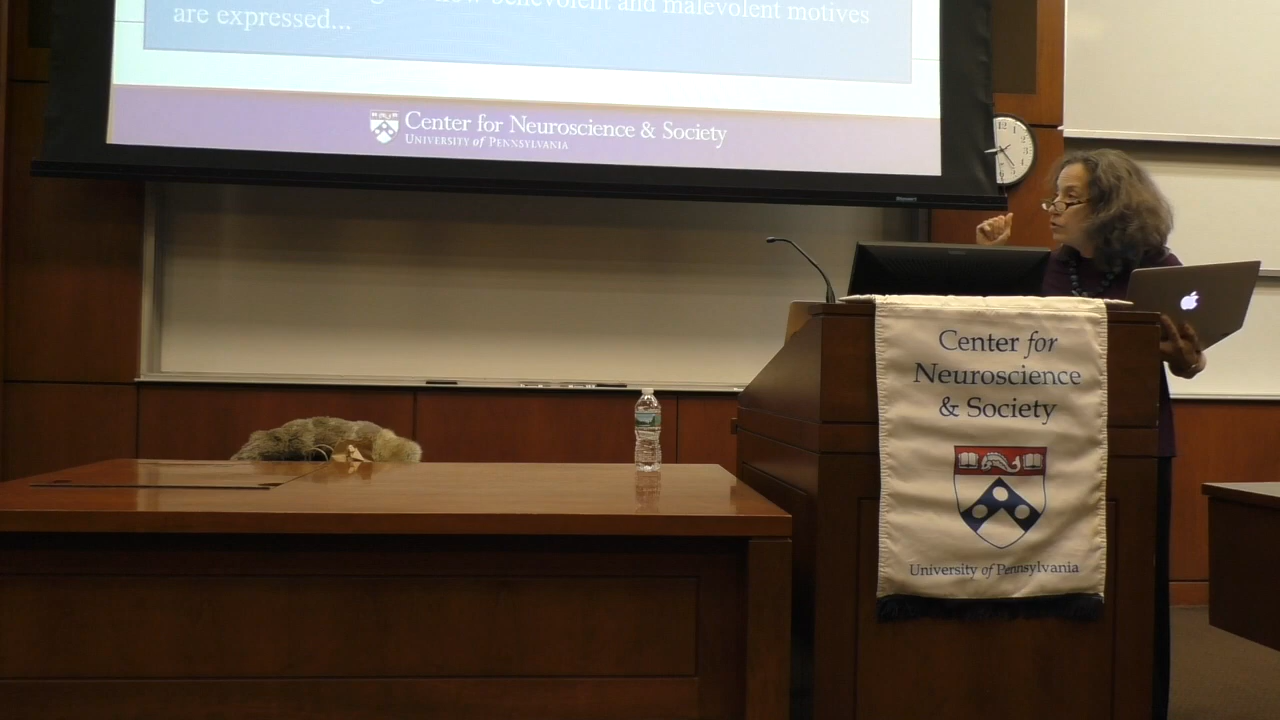 benevolent and malevolent motives
are expressed...
Center for Neuroscience & Society
UNIVERSITY of PENNSYLVANIA
Center for
Neuroscience
& Society
University of Pennsylvania